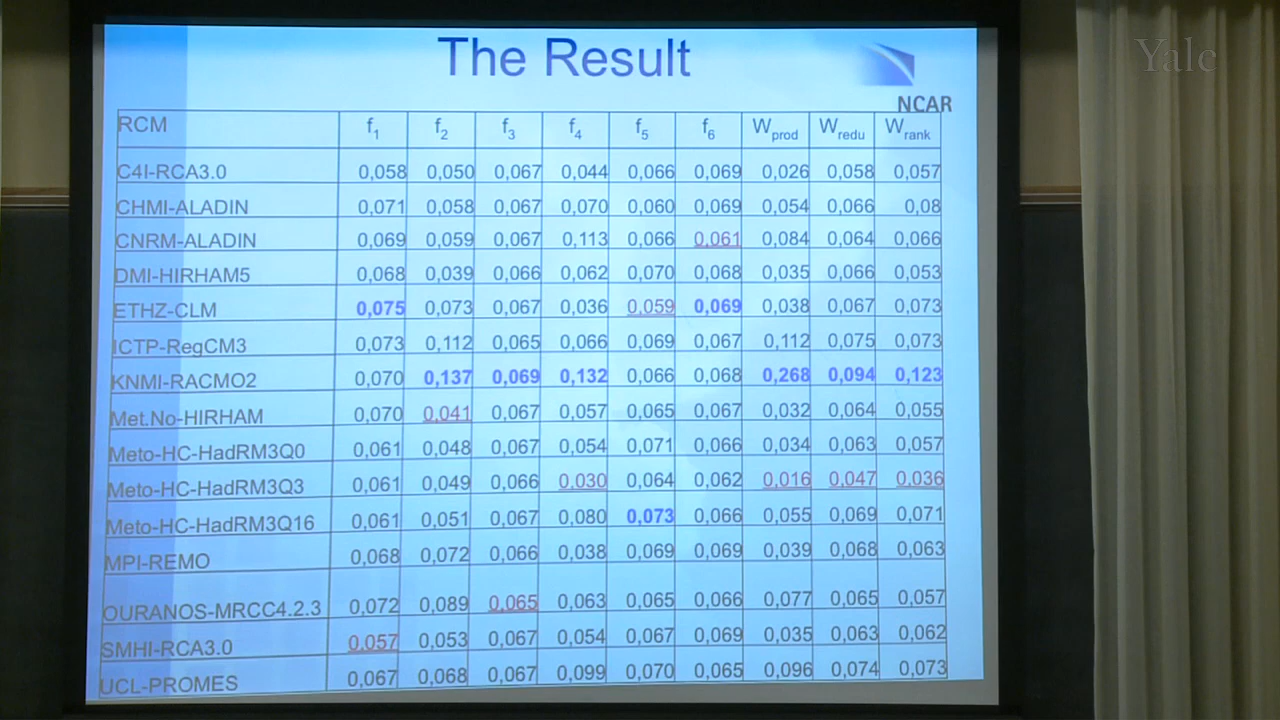 Yale
The Result
NCAR
RCM f1 f2 f3 f4 f5 f6 Wprod Wredu Wrank
C4I-RCA3.0 0,058 0,050 0,067 0,044 0,066 0,069 0,026 0,058 0,057
CHMI-ALADIN 0,071 0,058 0,067 0,070 0,060 0,069 0,054 0,066 0,08
CNRM-ALADIN 0,069 0,059 0,067 0,113 0,066 0,061 0,084 0,064 0,066
DMI-HIRHAM5 0,068 0,039 0,066 0,062 0,070 0,068 0,035 0,066 0,053
ETHZ-CLM 0,075 0,073 0,067 0,036 0,059 0,069 0,038 0,067 0,073
ICTP-RegCM3 0,073 0,112 0,065 0,066 0,069 0,067 0,112 0,075 0,073
KNMI-RACMO2 0,070 0,137 0,069 0,132 0,066 0,068 0,268 0,094 0,123
Met.No-HIRHAM 0,070 0,041 0,067 0,057 0,065 0,067 0,032 0,064 0,055
Meto-HC-HadRM3Q0 0,061 0,048 0,067 0,054 0,071 0,066 0,034 0,063 0,057
Meto-HC-HadRM3Q3 0,061 0,049 0,066 0,030 0,064 0,062 0,016 0,047 0,036
Meto-HC-HadRM3Q16 0,061 0,051 0,067 0,080 0,073 0,066 0,055 0,069 0,071
MPI-REMO 0,068 0,072 0,066 0,038 0,069 0,069 0,039 0,068 0,063
OURANOS-MRCC4.2.3 0,072 0,089 0,065 0,063 0,065 0,066 0,077 0,065 0,057
SMHI-RCA3.0 0,057 0,053 0,067 0,054 0,067 0,069 0,035 0,063 0,062
UCL-PROMES 0,067 0,068 0,067 0,099 0,070 0,065 0,096 0,074 0,073